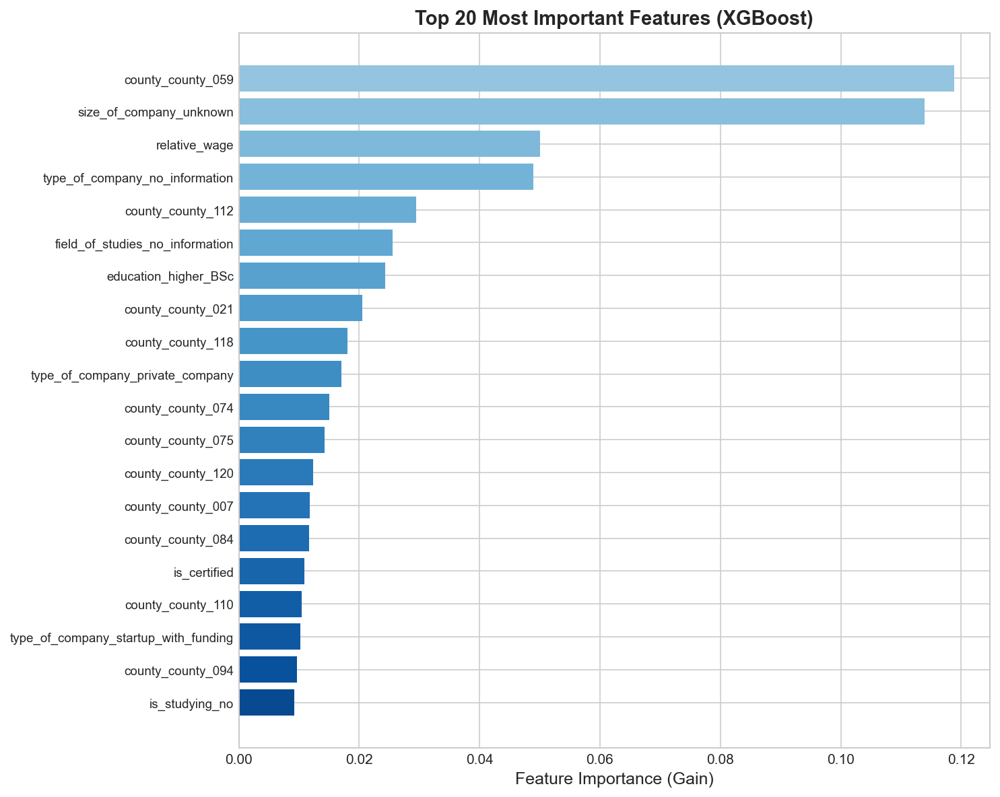 Top 20 Most Important Features (XGBoost)
county_county_059
size_of_company_unknown
relative_wage
type_of_company_no_information
county_county_112
field_of_studies_no_information
education_higher_BSc
county_county_021
county_county_118
type_of_company_private_company
county_county_074
county_county_075
county_county_120
county_county_007
county_county_084
is_certified
county_county_110
type_of_company_startup_with_funding
county_county_094
is_studying_no
0.00 0.02 0.04 0.06 0.08 0.10 0.12
Feature Importance (Gain)